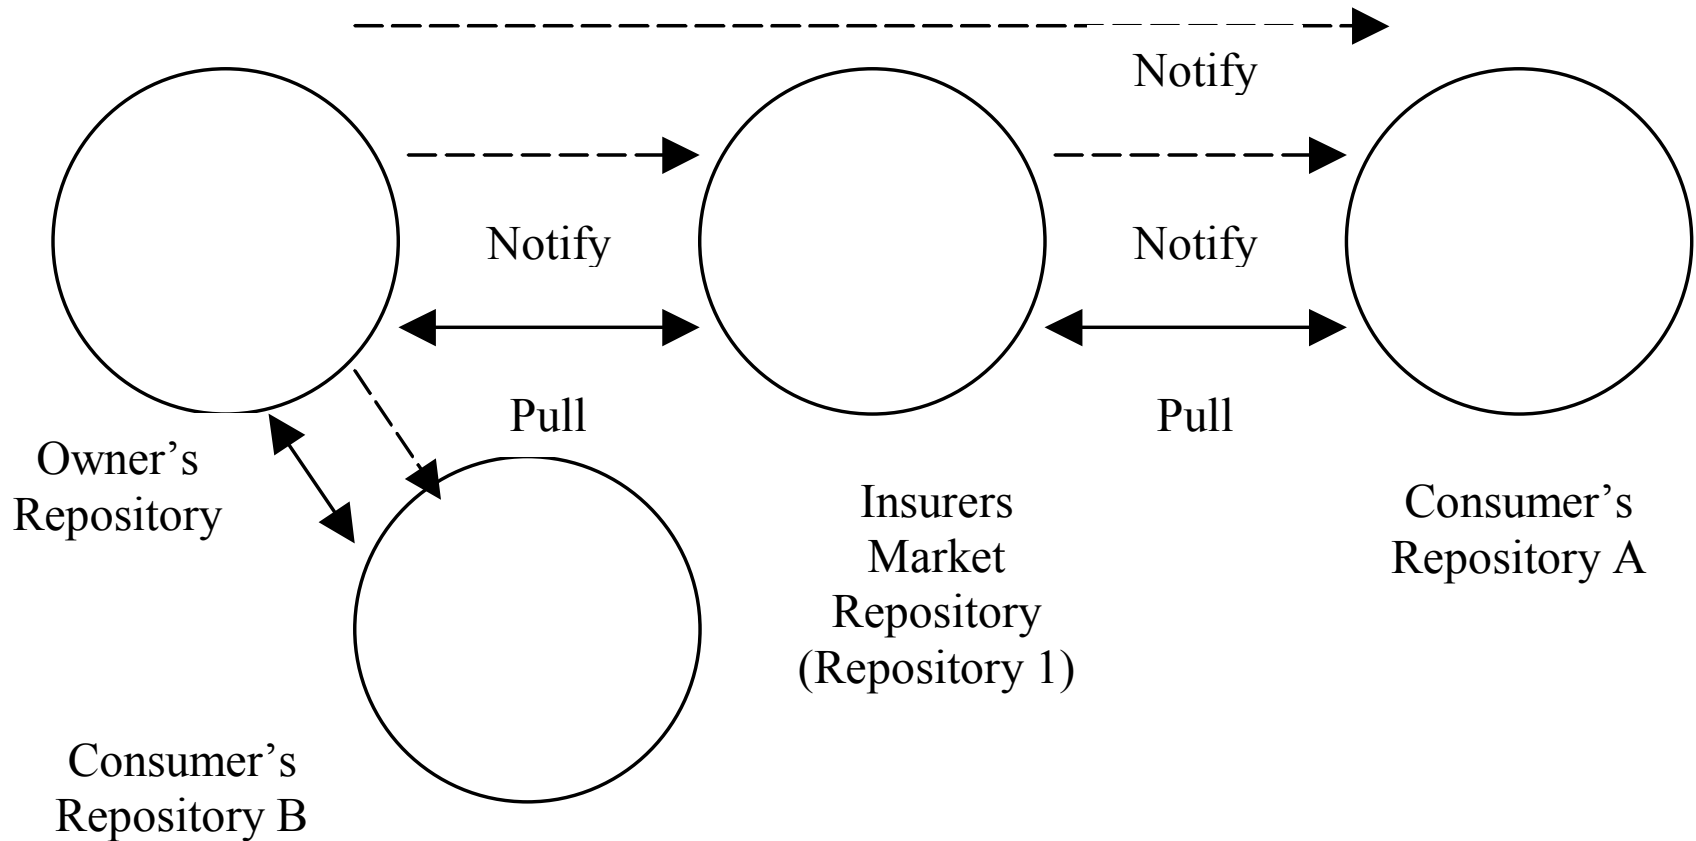 Notify
Notify
Notify
Pull
Pull
Owner’s
Repository
Insurers
Market
Repository
(Repository 1)
Consumer’s
Repository A
Consumer’s
Repository B